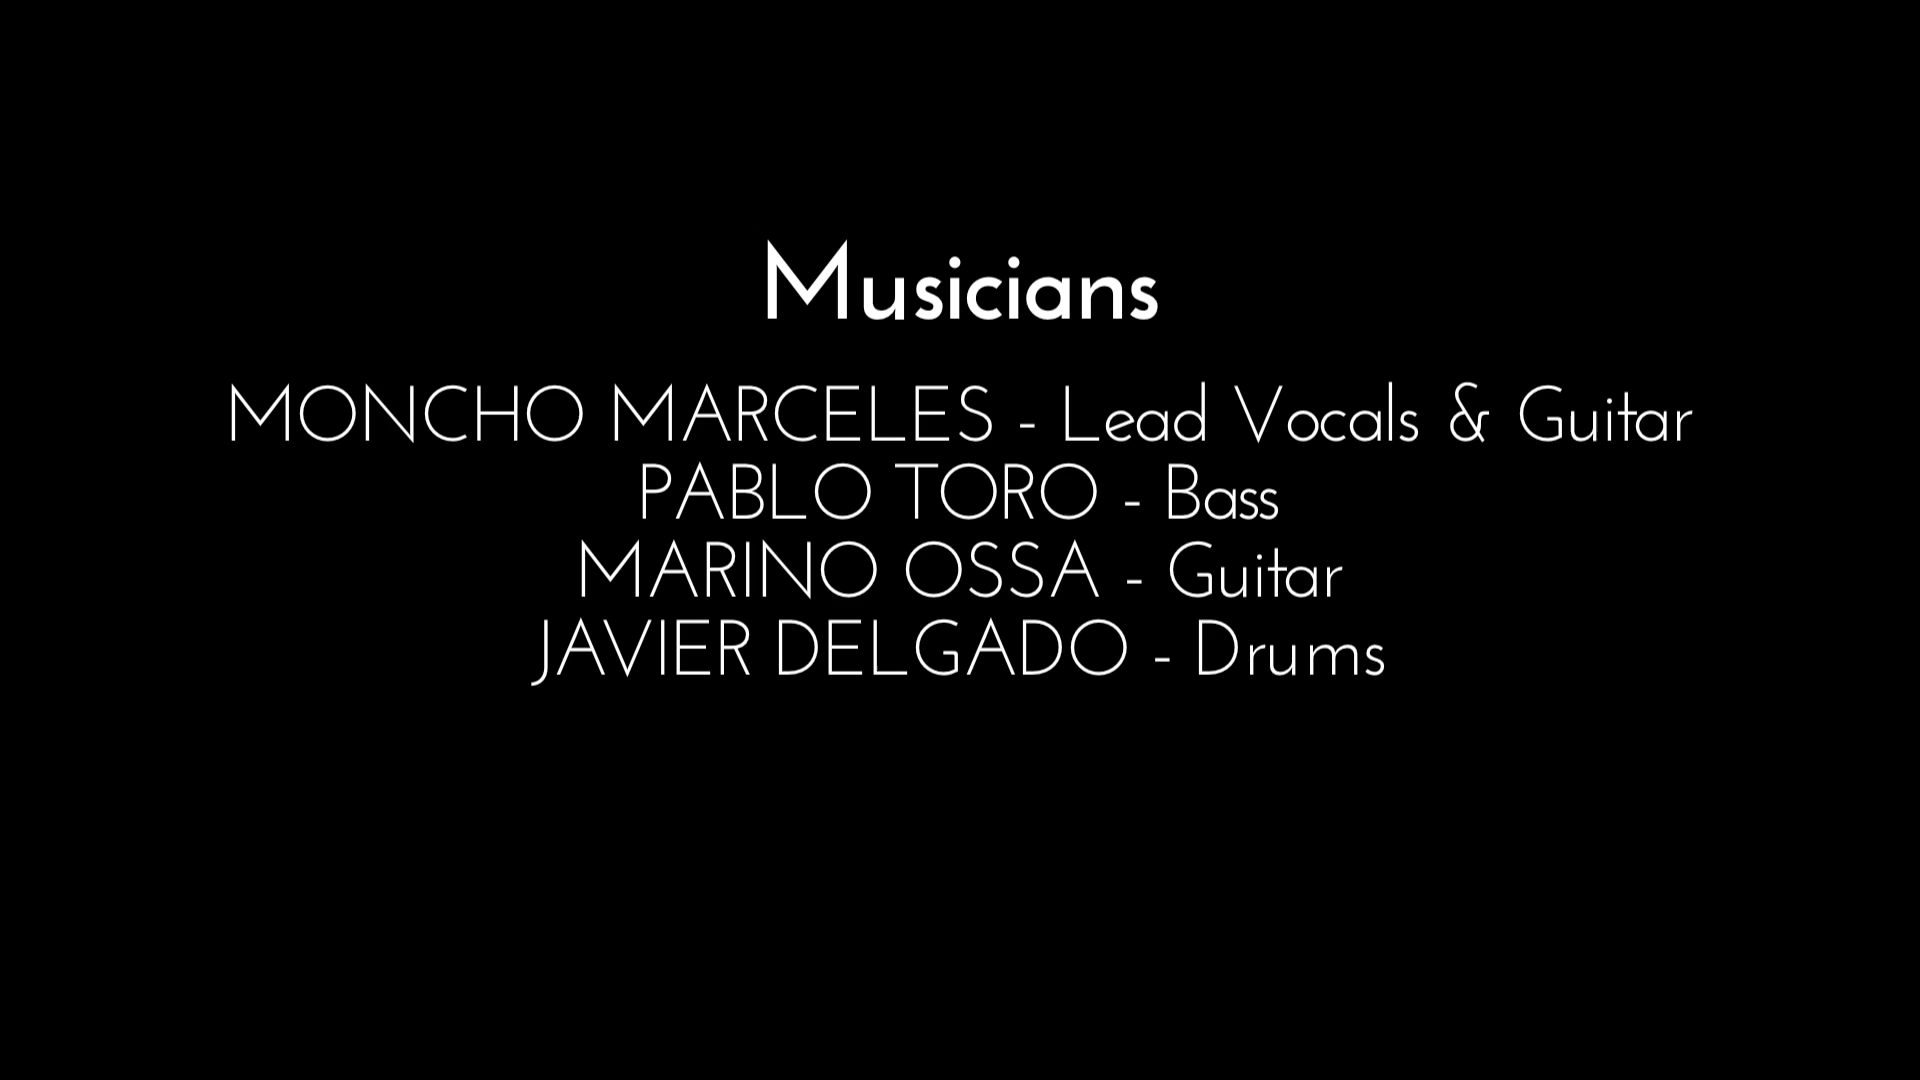 Musicians
MONCHO MARCELES - Lead Vocals & Guitar
PABLO TORO - Bass
MARINO OSSA - Guitar
JAVIER DELGADO - Drums